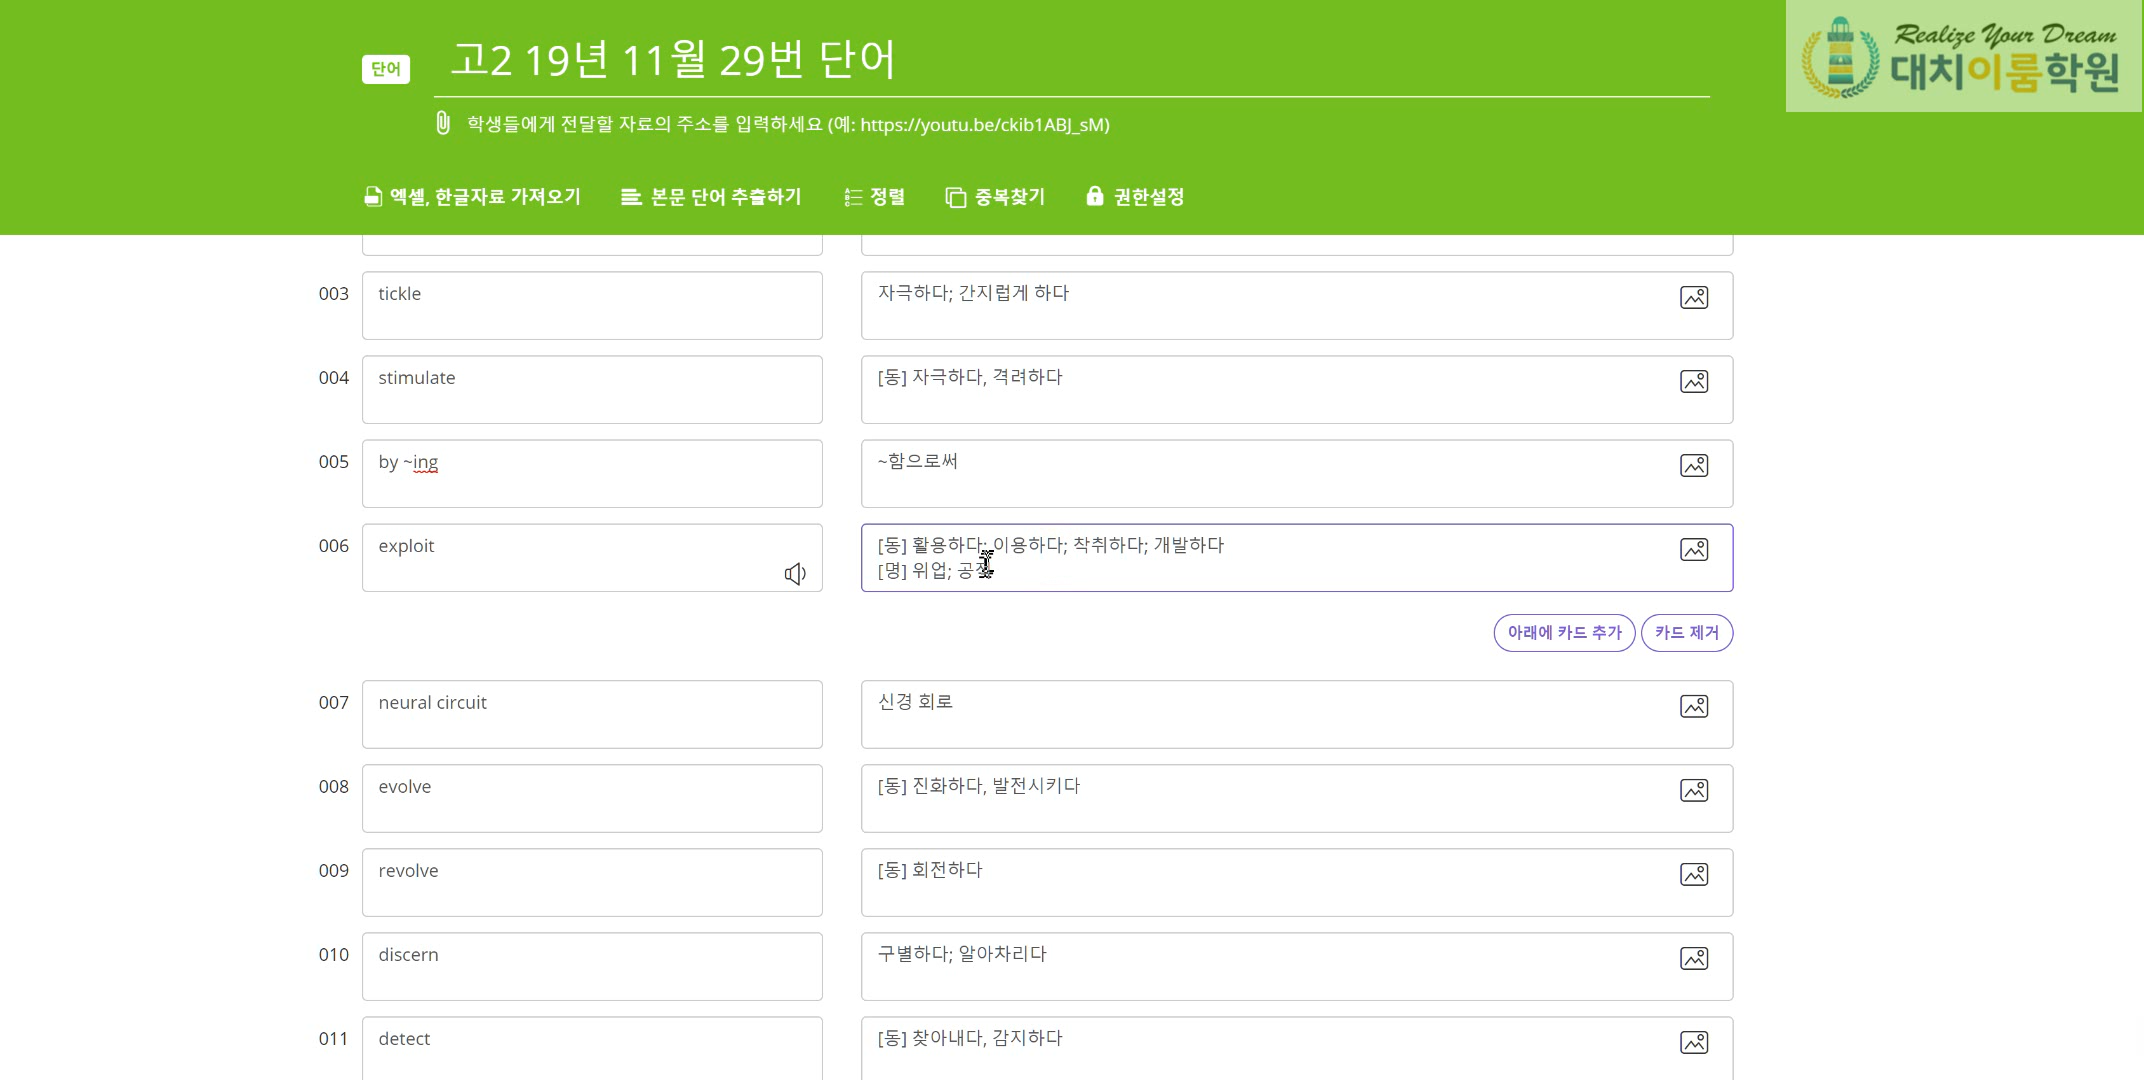 단어
고2 19년 11월 29번 단어
Realize Your Dream
대치이룸학원
학생들에게 전달할 자료의 주소를 입력하세요 (예: https://youtu.be/ckib1ABJ_sM)
엑셀, 한글자료 가져오기
본문 단어 추출하기
정렬
중복찾기
권한설정
003 tickle 자극하다; 간지럽게 하다
004 stimulate [동] 자극하다, 격려하다
005 by ~ing ~함으로써
006 exploit [동] 활용하다; 이용하다; 착취하다; 개발하다
[명] 위업; 공적
아래에 카드 추가
카드 제거
007 neural circuit 신경 회로
008 evolve [동] 진화하다, 발전시키다
009 revolve [동] 회전하다
010 discern 구별하다; 알아차리다
011 detect [동] 찾아내다, 감지하다